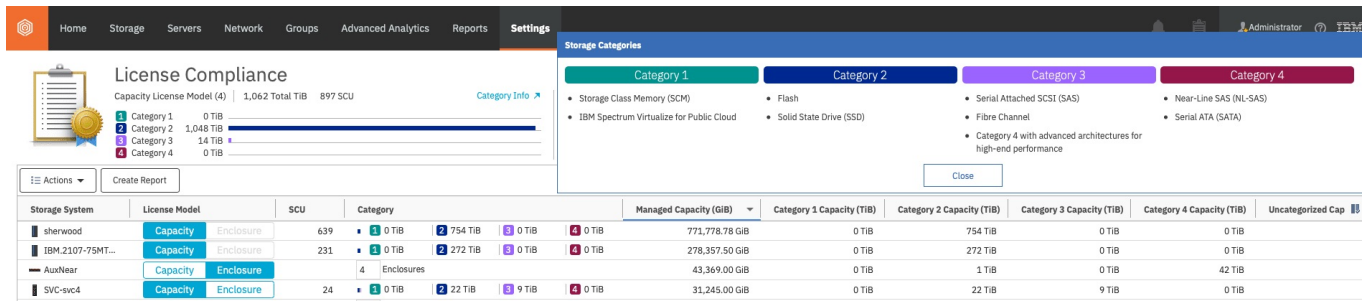 Home Storage Servers Network Groups Advanced Analytics Reports Settings Administrator IBM
Storage Categories
License Compliance
Capacity License Model (4) 1,062 Total TiB 897 SCU Category Info
1 Category 1 0 TiB
2 Category 2 1,048 TiB
3 Category 3 14 TiB
4 Category 4 0 TiB
Category 1 Category 2 Category 3 Category 4
• Storage Class Memory (SCM) • Flash • Serial Attached SCSI (SAS) • Near-Line SAS (NL-SAS)
• IBM Spectrum Virtualize for Public Cloud • Solid State Drive (SSD) • Fibre Channel • Serial ATA (SATA)
• Category 4 with advanced architectures for
high-end performance
Close
Actions Create Report
Storage System License Model SCU Category Managed Capacity (GiB) Category 1 Capacity (TiB) Category 2 Capacity (TiB) Category 3 Capacity (TiB) Category 4 Capacity (TiB) Uncategorized Cap
sherwood Capacity Enclosure 639 1 0 TiB 2 754 TiB 3 0 TiB 4 0 TiB 771,778.78 GiB 0 TiB 754 TiB 0 TiB 0 TiB
IBM.2107-75MT... Capacity Enclosure 231 1 0 TiB 2 272 TiB 3 0 TiB 4 0 TiB 278,357.50 GiB 0 TiB 272 TiB 0 TiB 0 TiB
AuxNear Capacity Enclosure 4 Enclosures 43,369.00 GiB 0 TiB 1 TiB 0 TiB 42 TiB
SVC-svc4 Capacity Enclosure 24 1 0 TiB 2 22 TiB 3 9 TiB 4 0 TiB 31,245.00 GiB 0 TiB 22 TiB 9 TiB 0 TiB